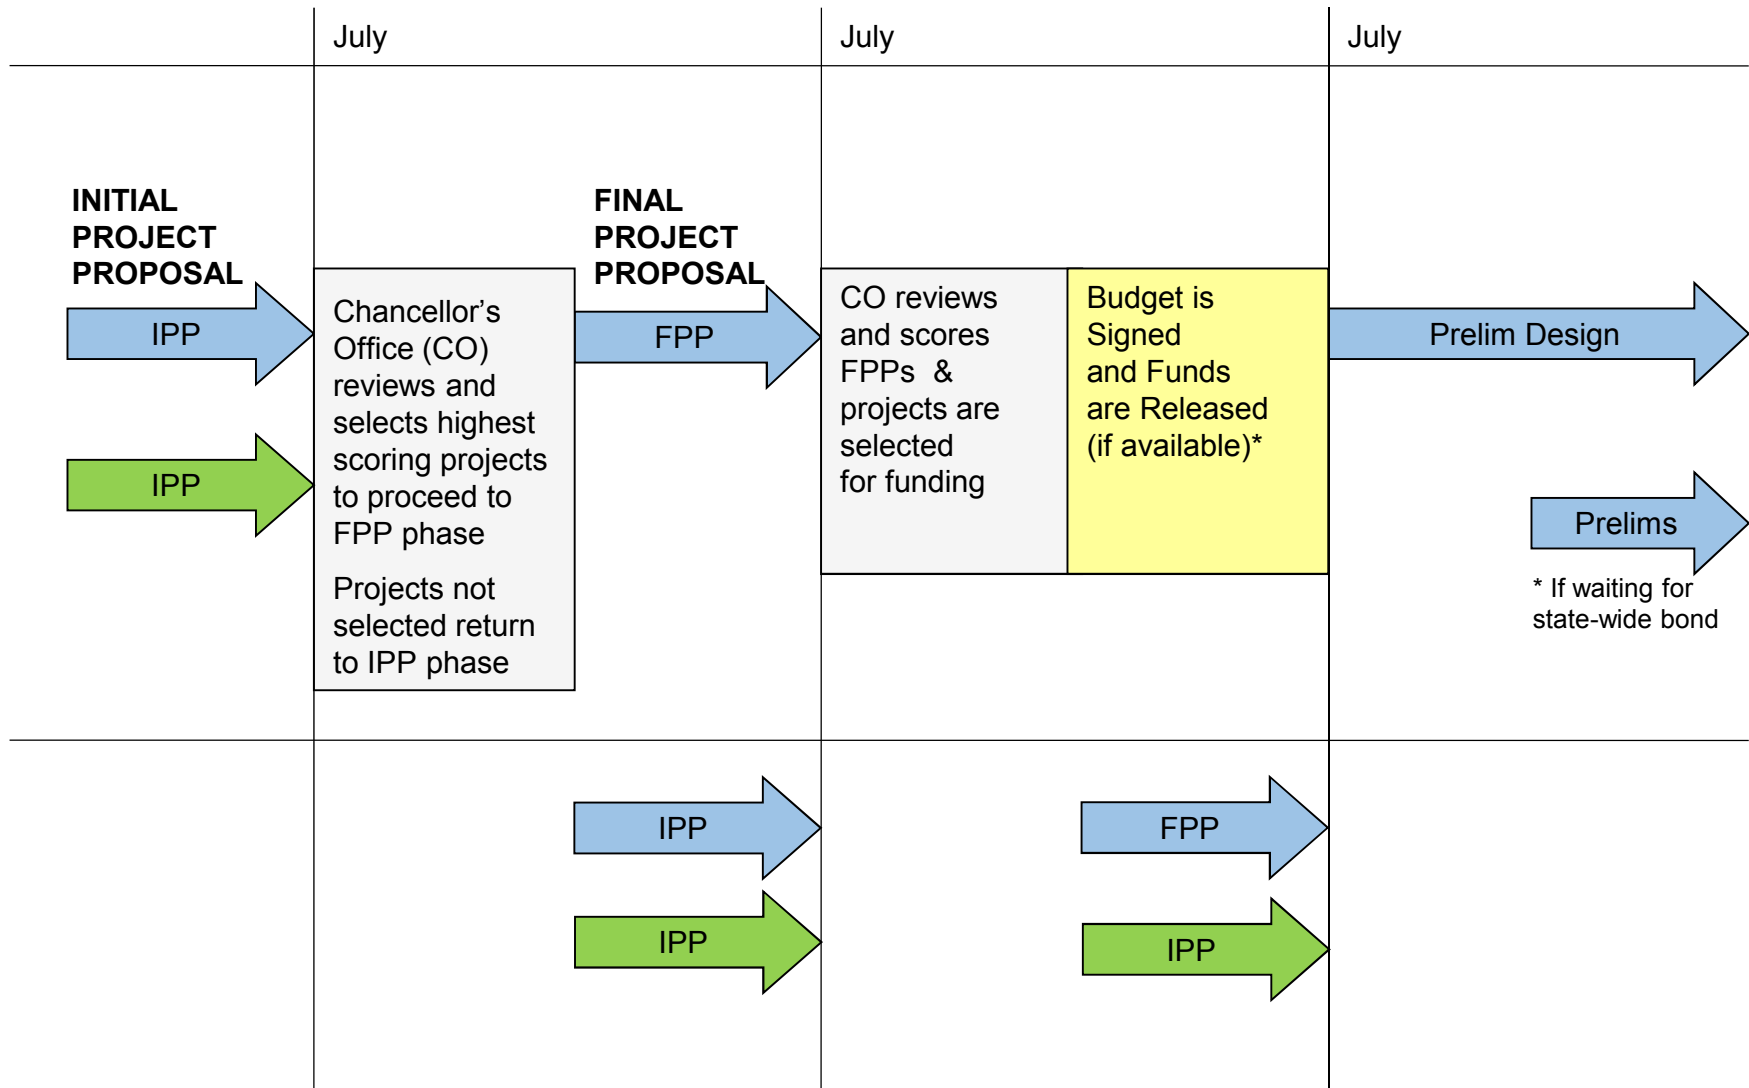 July
July
July
INITIAL
PROJECT
PROPOSAL
IPP
IPP
Chancellor’s
Office (CO)
reviews and
selects highest
scoring projects
to proceed to
FPP phase
Projects not
selected return
to IPP phase
FINAL
PROJECT
PROPOSAL
FPP
CO reviews
and scores
FPPs &
projects are
selected
for funding
Budget is
Signed
and Funds
are Released
(if available)*
Prelim Design
Prelims
* If waiting for
state-wide bond
IPP
FPP
IPP
IPP